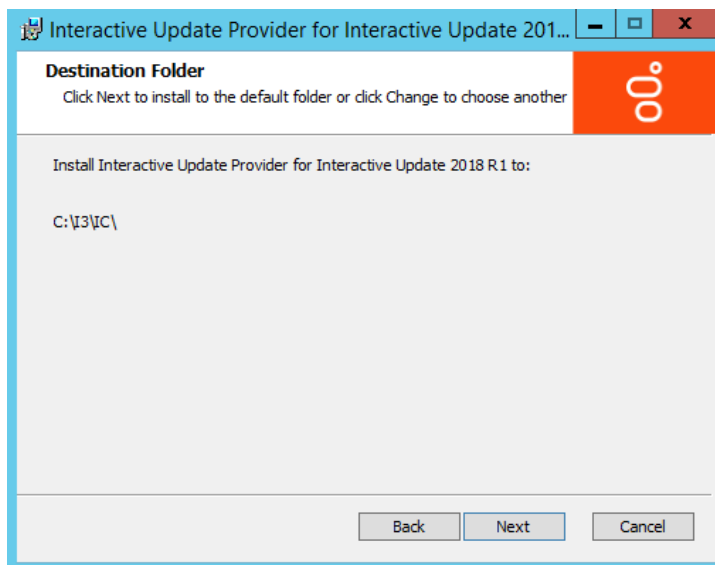 Interactive Update Provider for Interactive Update 201...
Destination Folder
Click Next to install to the default folder or click Change to choose another
Install Interactive Update Provider for Interactive Update 2018 R1 to:
C:\I3\IC\
Back Next Cancel